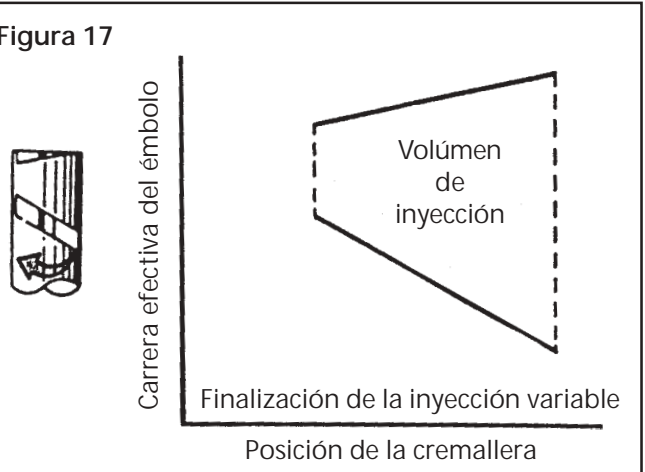 Figura 17
Carrera efectiva del émbolo
Volúmen
de
inyección
Finalización de la inyección variable
Posición de la cremallera